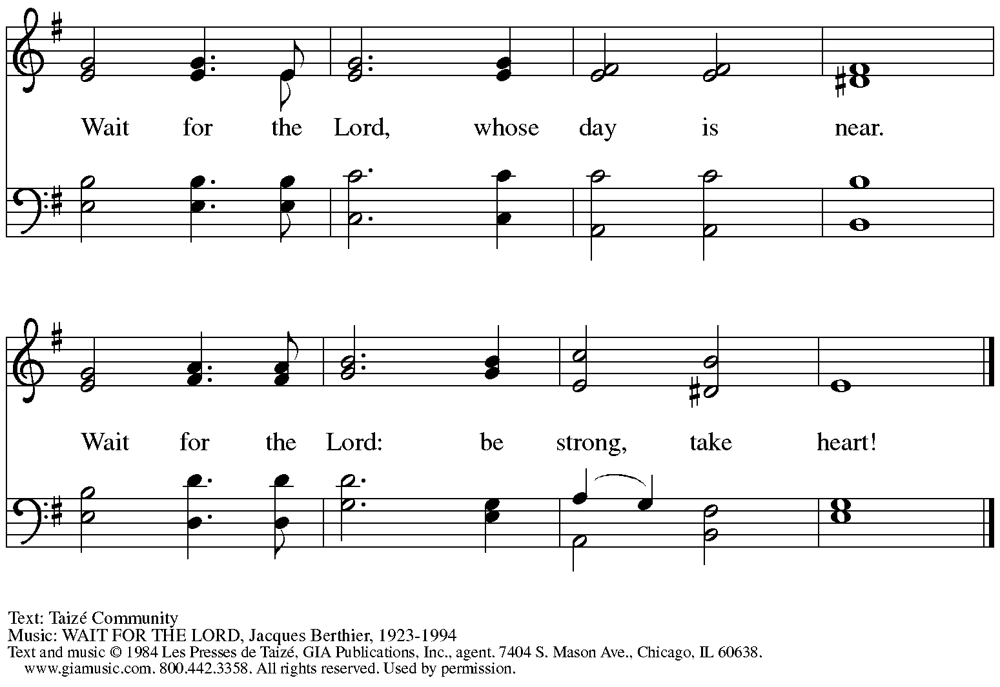 Wait for the Lord, whose day is near.
Wait for the Lord: be strong, take heart!
Text: Taizé Community
Music: WAIT FOR THE LORD, Jacques Berthier, 1923-1994
Text and music © 1984 Les Presses de Taizé, GIA Publications, Inc., agent. 7404 S. Mason Ave., Chicago, IL 60638.
www.giamusic.com. 800.442.3358. All rights reserved. Used by permission.